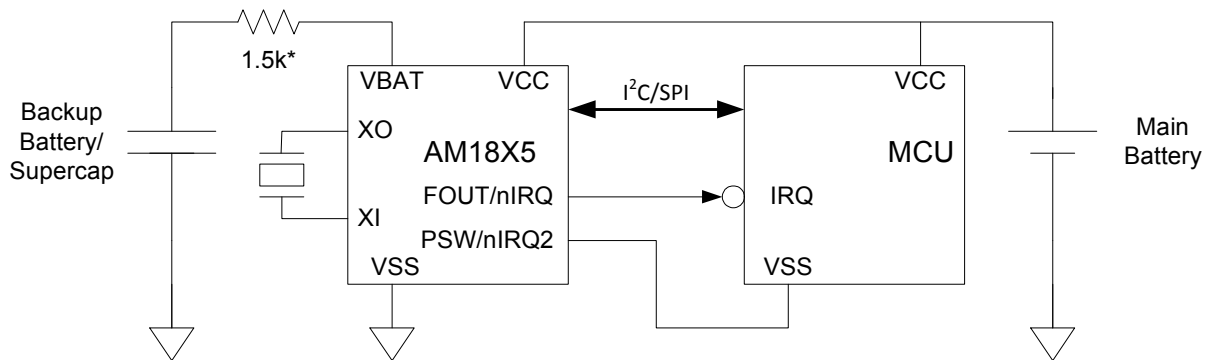 1.5k*
VBAT
VCC
I²C/SPI
VCC
Backup
Battery/
Supercap
XO
AM18X5
MCU
Main
Battery
FOUT/nIRQ
IRQ
XI
PSW/nIRQ2
VSS
VSS